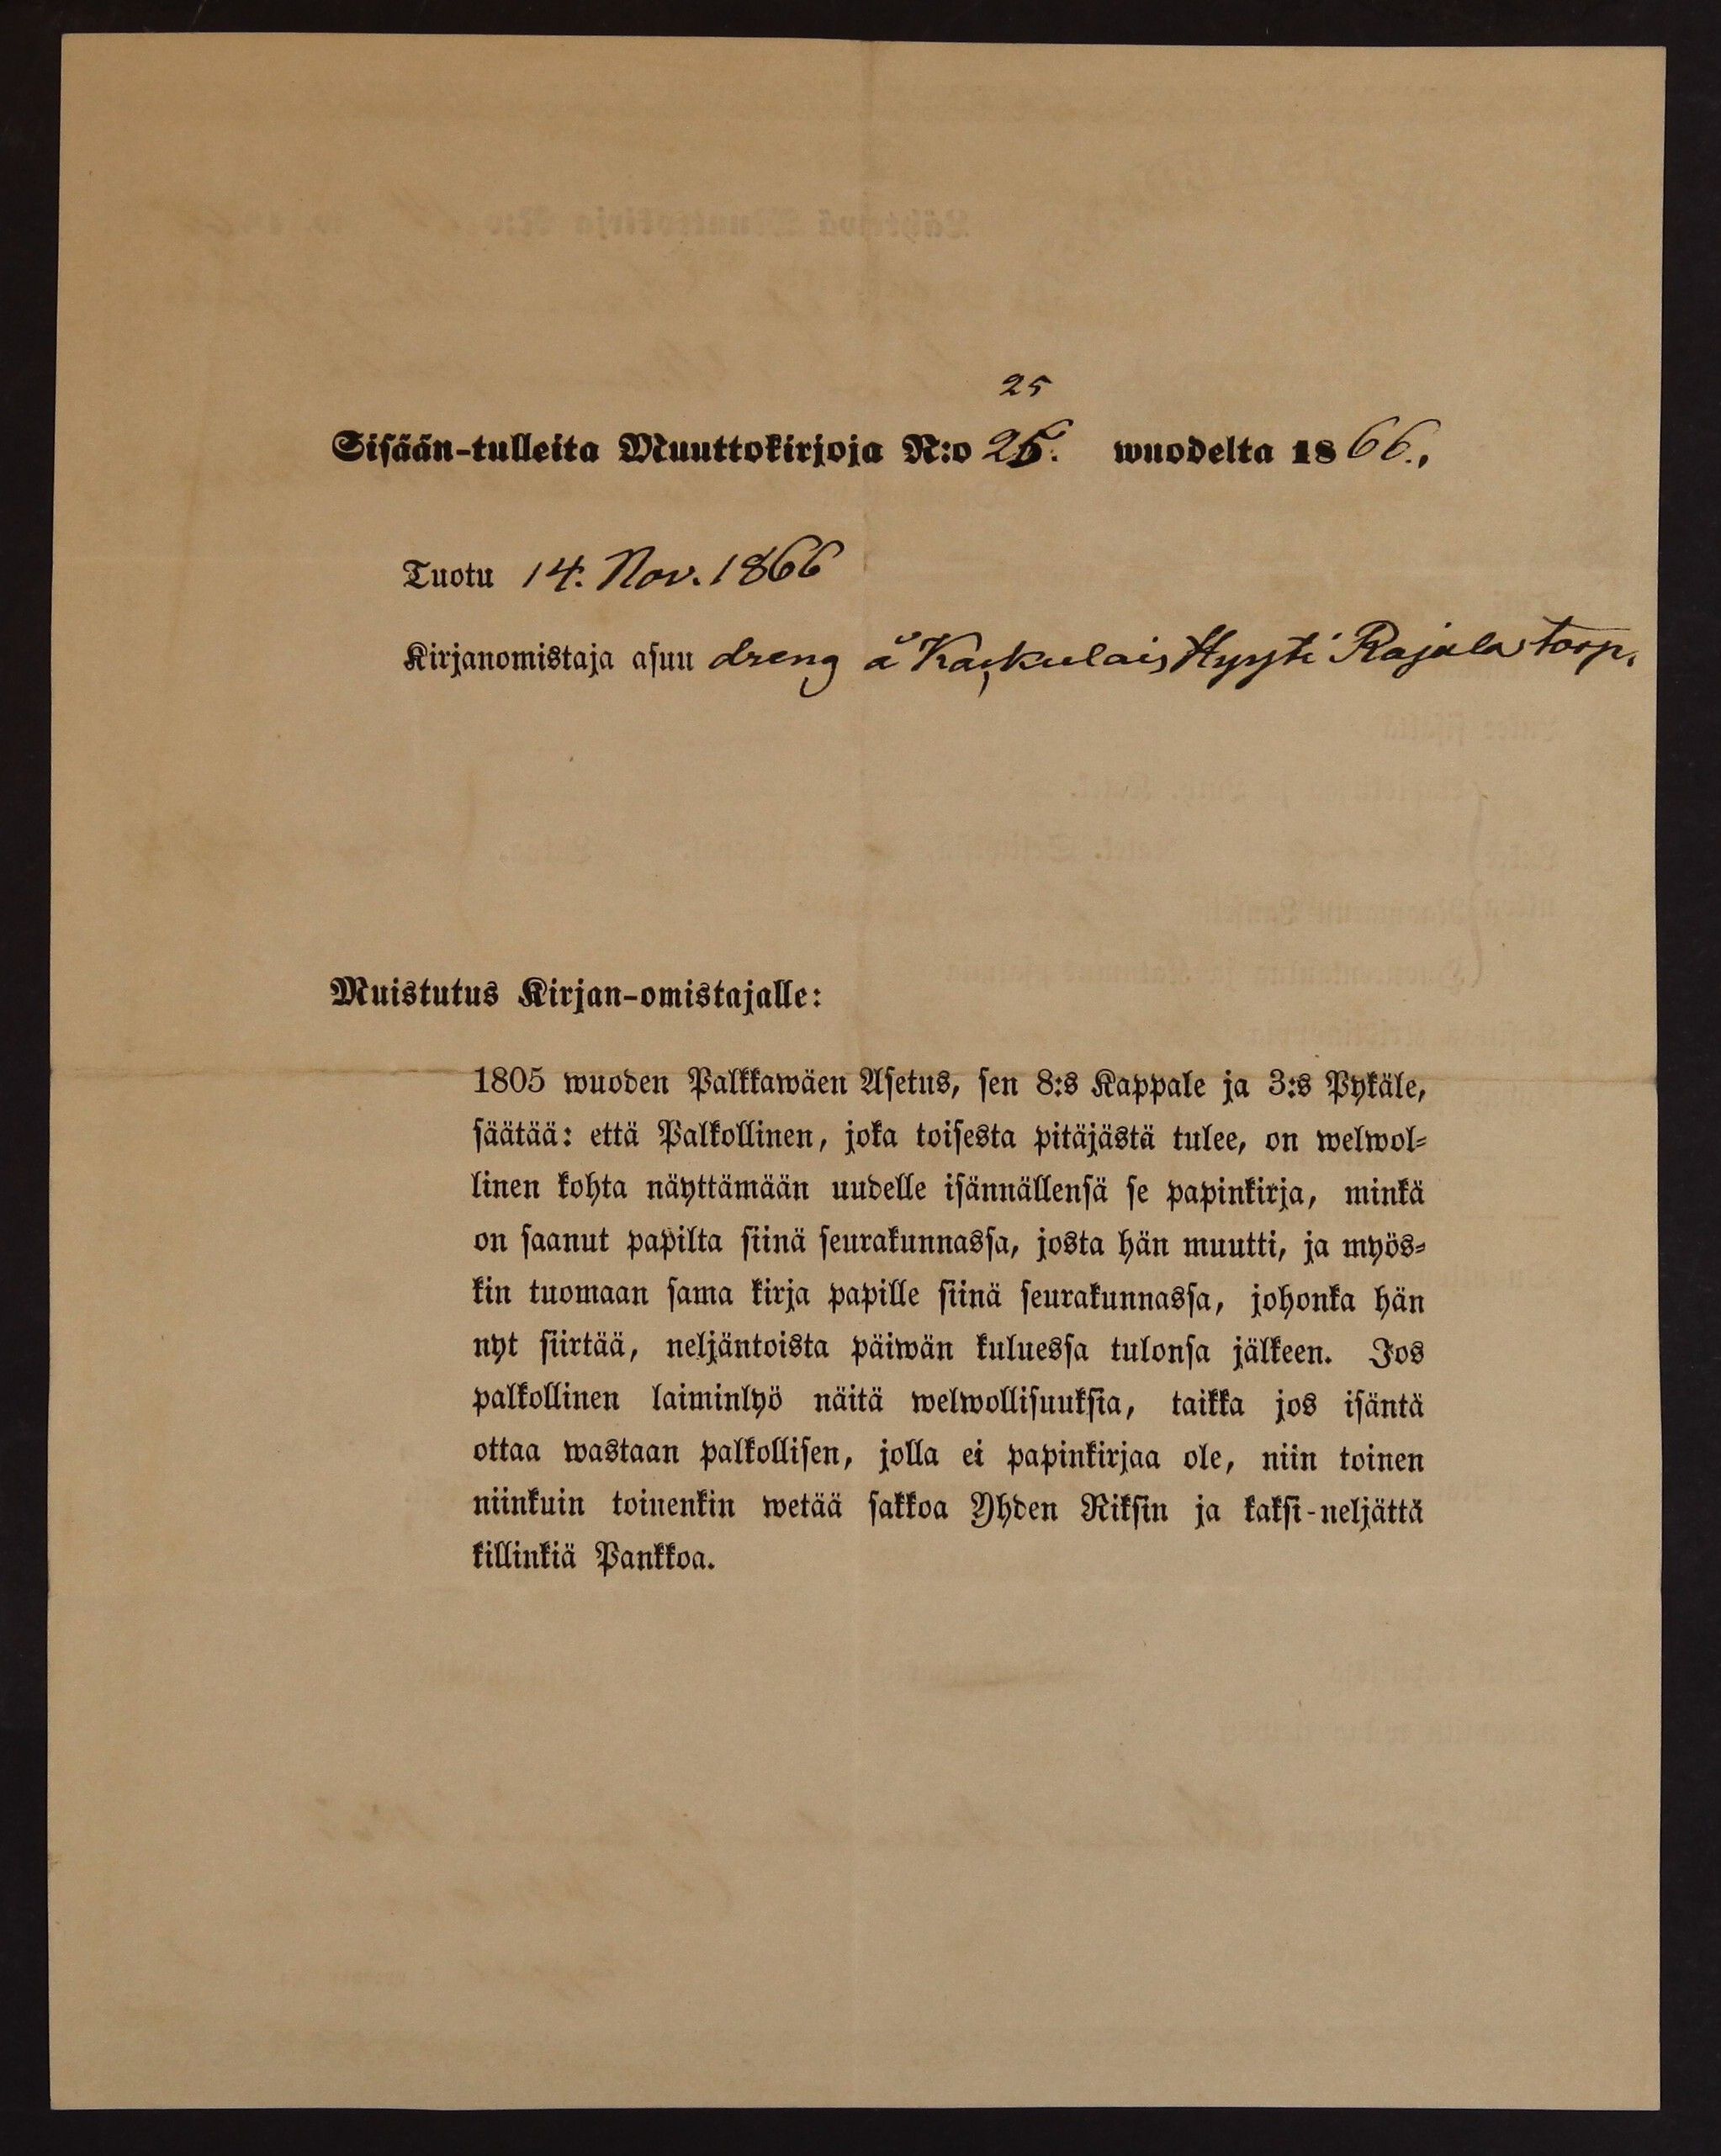 25
Sisään-tulleita Muuttokirjoja N:o 25. wuodelta 1866.,
Tuotu 14. Nov. 1866
Kirjanomistaja asuu dreng å Kaskulais Hyyti Rajala torp.
Muistutus Kirjan-omistajalle:
1805 wuoden Palkkawäen Asetus, sen 8:s Kappale ja 3:s Pykäle,
säätää: että Palkollinen, joka toisesta pitäjästä tulee, on welwol-
linen kohta näyttämään uudelle isännällensä se papinkirja, minkä
on saanut papilta siinä seurakunnassa, josta hän muutti, ja myös-
kin tuomaan sama kirja papille siinä seurakunnassa, johonka hän
nyt siirtää, neljäntoista päiwän kuluessa tulonsa jälkeen. Jos
palkollinen laiminlyö näitä welwollisuuksia, taikka jos isäntä
ottaa wastaan palkollisen, jolla ei papinkirjaa ole, niin toinen
niinkuin toinenkin wetää sakkoa Yhden Riksin ja kaksi-neljättä
killinkiä Pankkoa.